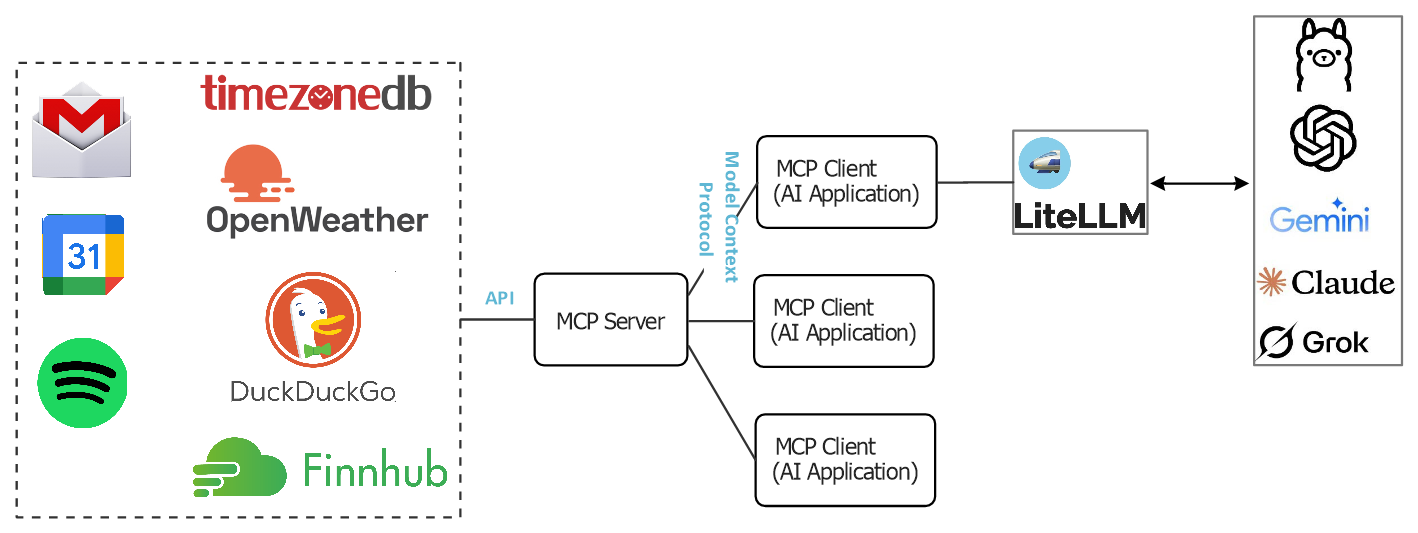 timezonedb
OpenWeather
31
DuckDuckGo
Finnhub
API
MCP Server
Model Context
Protocol
MCP Client
(AI Application)
MCP Client
(AI Application)
MCP Client
(AI Application)
LiteLLM
Gemini
Claude
Grok